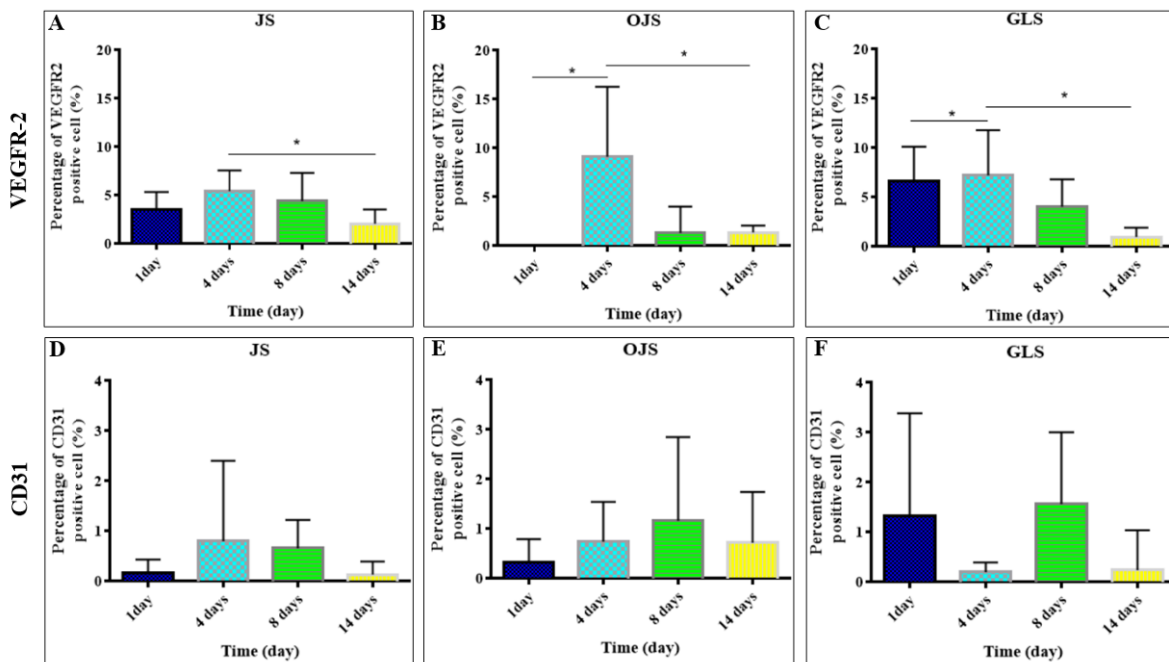 VEGFR-2
A
JS
Percentage of VEGFR2
positive cell (%)
20
15
10
5
0
*
1day
4 days
8 days
14 days
Time (day)
B
OJS
Percentage of VEGFR2
positive cell (%)
20
15
10
5
0
*
*
1day
4 days
8 days
14 days
Time (day)
C
GLS
Percentage of VEGFR2
positive cell (%)
20
15
10
5
0
*
*
1day
4 days
8 days
14 days
Time (day)
CD31
D
JS
Percentage of CD31
positive cell (%)
4
3
2
1
0
1day
4 days
8 days
14 days
Time (day)
E
OJS
Percentage of CD31
positive cell (%)
4
3
2
1
0
1day
4 days
8 days
14 days
Time (day)
F
GLS
Percentage of CD31
positive cell (%)
4
3
2
1
0
1day
4 days
8 days
14 days
Time (day)